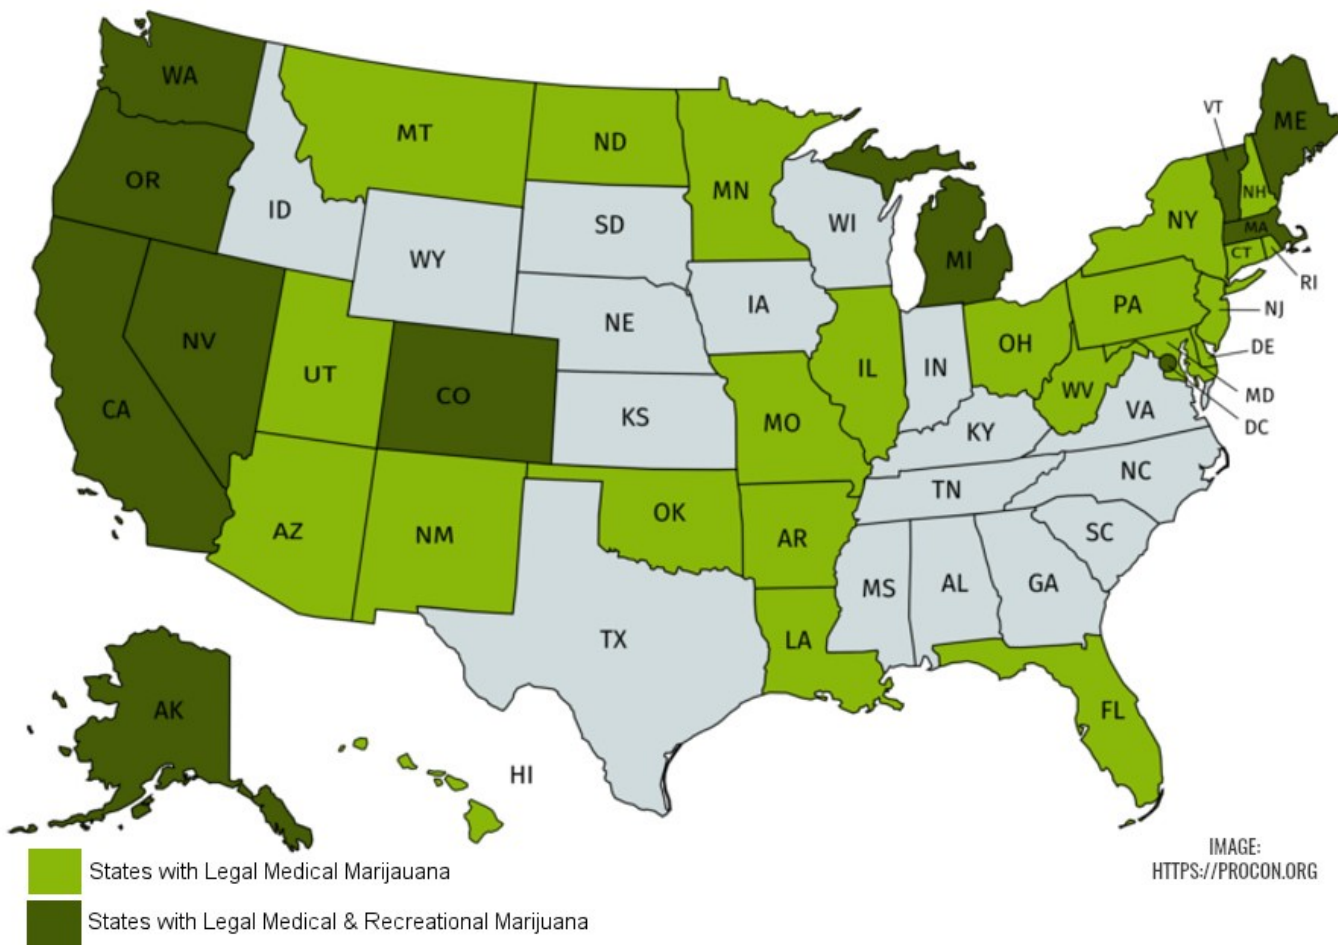 WA
VT
ME
MT
ND
OR
MN
ID
SD
WI
NH
NY
MA
WY
MI
CT
RI
IA
PA
NJ
NE
NV
OH
DE
UT
IL
IN
CO
WV
MD
CA
KS
MO
VA
DC
KY
NC
TN
OK
AZ
NM
AR
SC
MS
AL
GA
TX
LA
AK
FL
HI
IMAGE:
HTTPS://PROCON.ORG
States with Legal Medical Marijauana
States with Legal Medical & Recreational Marijuana